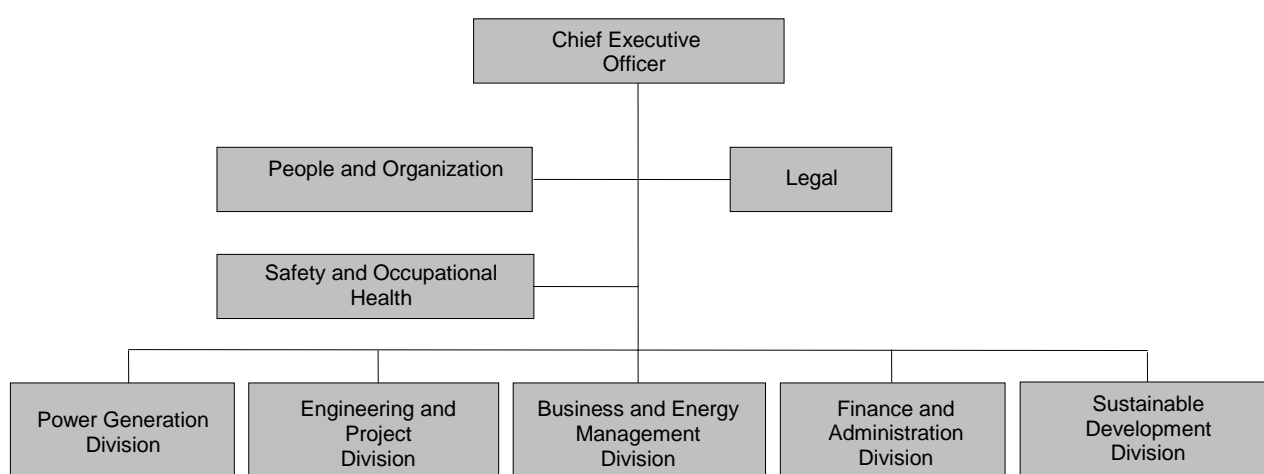 Chief Executive
Officer
People and Organization
Legal
Safety and Occupational
Health
Power Generation
Division
Engineering and
Project
Division
Business and Energy
Management
Division
Finance and
Administration
Division
Sustainable
Development
Division